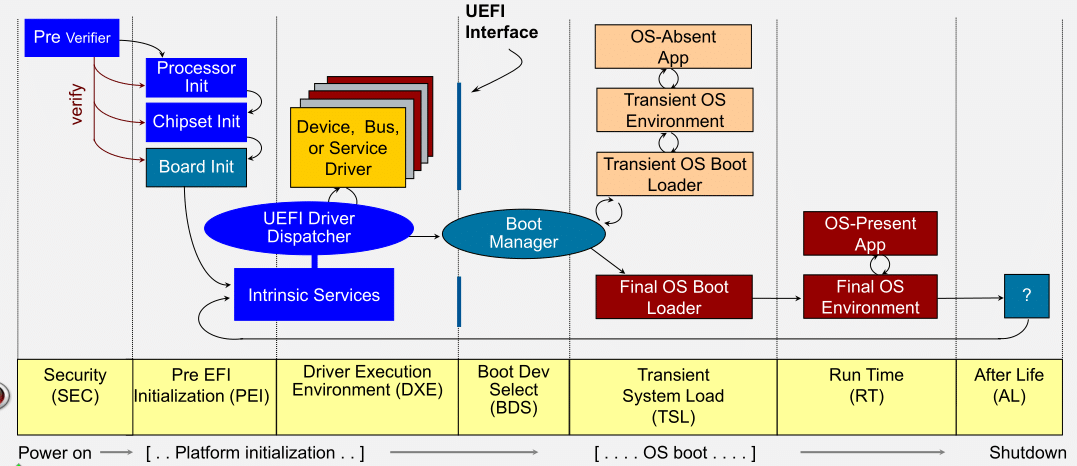 UEFI
Interface
Pre Verifier
verify
Processor
Init
Chipset Init
Board Init
Device, Bus,
or Service
Driver
UEFI Driver
Dispatcher
Intrinsic Services
Boot
Manager
OS-Absent
App
Transient OS
Environment
Transient OS Boot
Loader
Final OS Boot
Loader
OS-Present
App
Final OS
Environment
?
Security
(SEC)
Pre EFI
Initialization (PEI)
Driver Execution
Environment (DXE)
Boot Dev
Select
(BDS)
Transient
System Load
(TSL)
Run Time
(RT)
After Life
(AL)
Power on
[ . . Platform initialization . . ]
[ . . . . OS boot . . . . ]
Shutdown